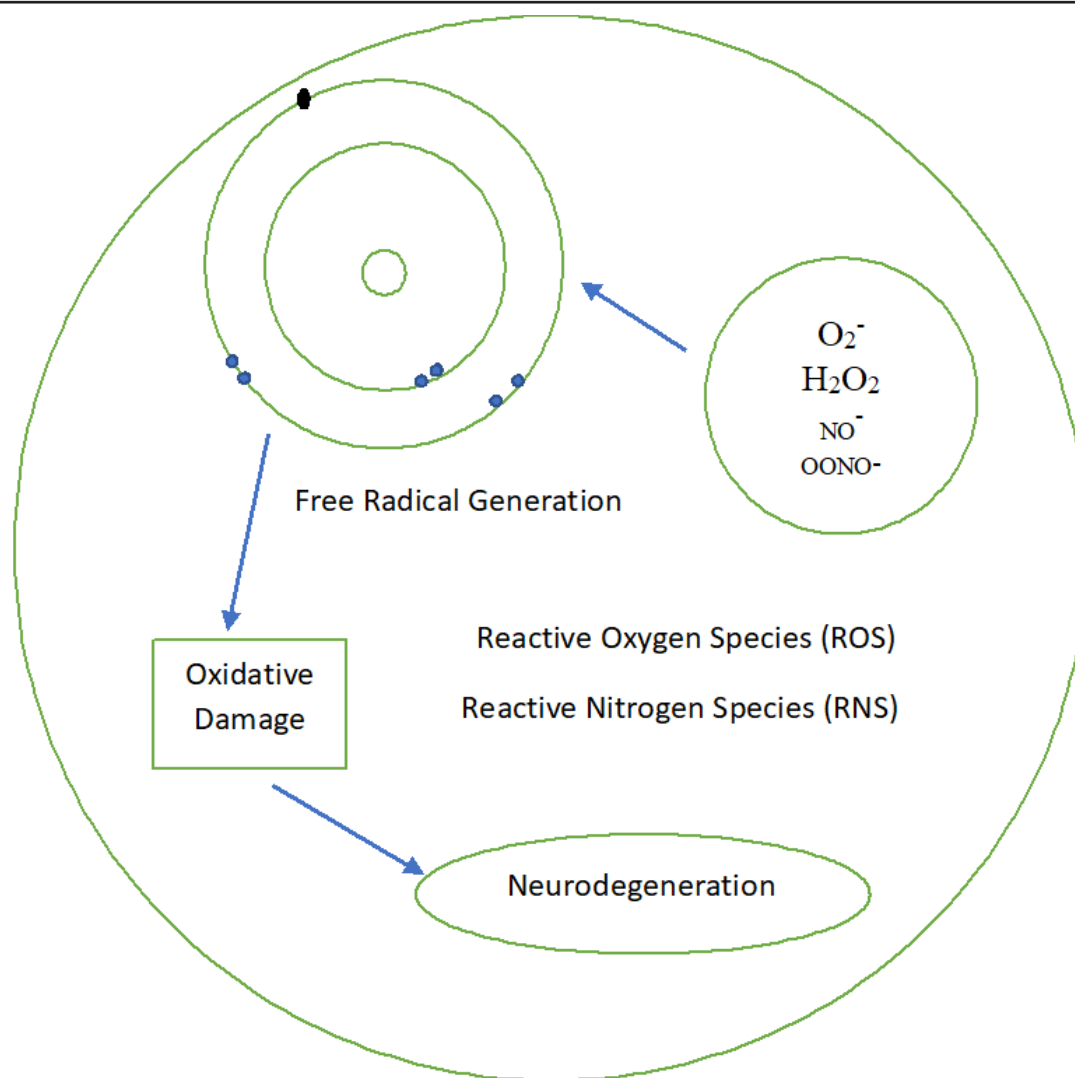 O₂⁻
H₂O₂
NO⁻
OONO⁻
Free Radical Generation
Reactive Oxygen Species (ROS)
Oxidative
Damage
Reactive Nitrogen Species (RNS)
Neurodegeneration